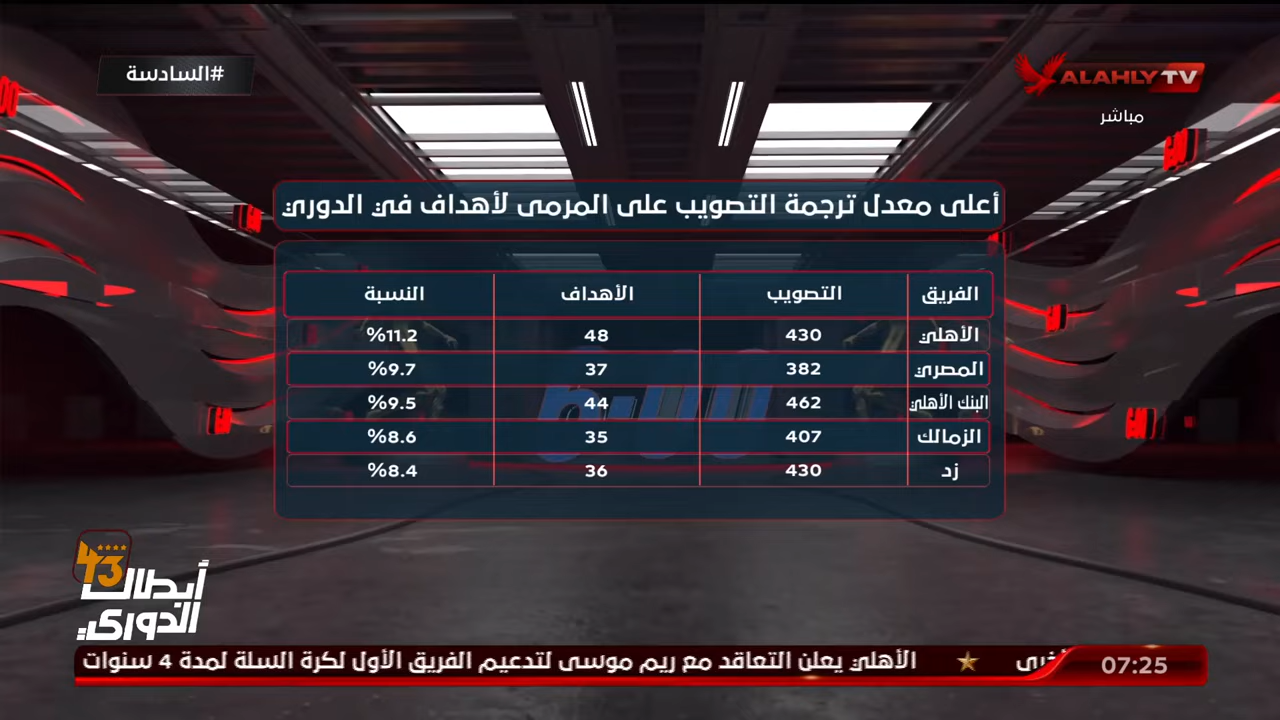 #السادسة
ALAHLY TV
مباشر
أعلى معدل ترجمة التصويب على المرمى لأهداف في الدوري
الفريق التصويب الأهداف النسبة
الأهلي 430 48 %11.2
المصري 382 37 %9.7
البنك الأهلي 462 44 %9.5
الزمالك 407 35 %8.6
زد 430 36 %8.4
43
أبطال
الدوري
07:25 الأهلي يعلن التعاقد مع ريم موسى لتدعيم الفريق الأول لكرة السلة لمدة 4 سنوات